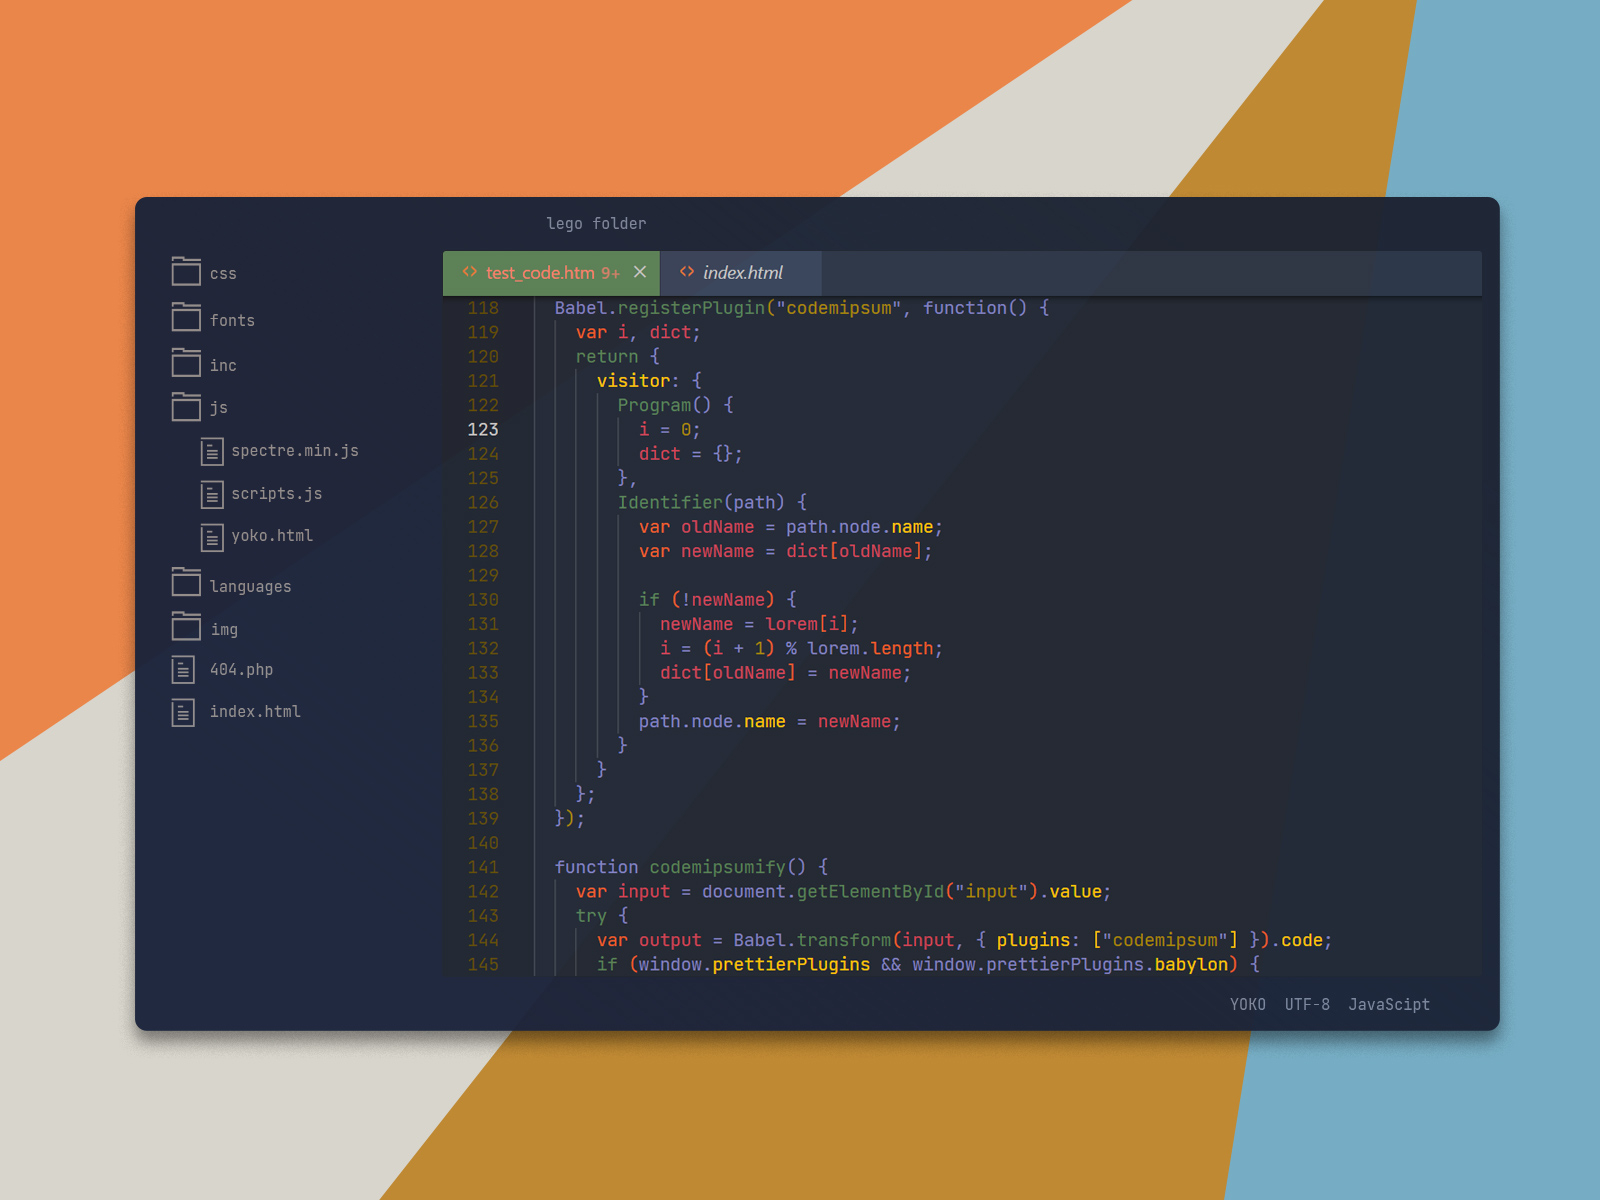 lego folder
css
fonts
inc
js
spectre.min.js
scripts.js
yoko.html
languages
img
404.php
index.html
<> test_code.htm 9+ ×
<> index.html
118 Babel.registerPlugin("codemipsum", function() {
119 var i, dict;
120 return {
121 visitor: {
122 Program() {
123 i = 0;
124 dict = {};
125 },
126 Identifier(path) {
127 var oldName = path.node.name;
128 var newName = dict[oldName];
129
130 if (!newName) {
131 newName = lorem[i];
132 i = (i + 1) % lorem.length;
133 dict[oldName] = newName;
134 }
135 path.node.name = newName;
136 }
137 }
138 };
139 });
140
141 function codemipsumify() {
142 var input = document.getElementById("input").value;
143 try {
144 var output = Babel.transform(input, { plugins: ["codemipsum"] }).code;
145 if (window.prettierPlugins && window.prettierPlugins.babylon) {
YOKO UTF-8 JavaScipt